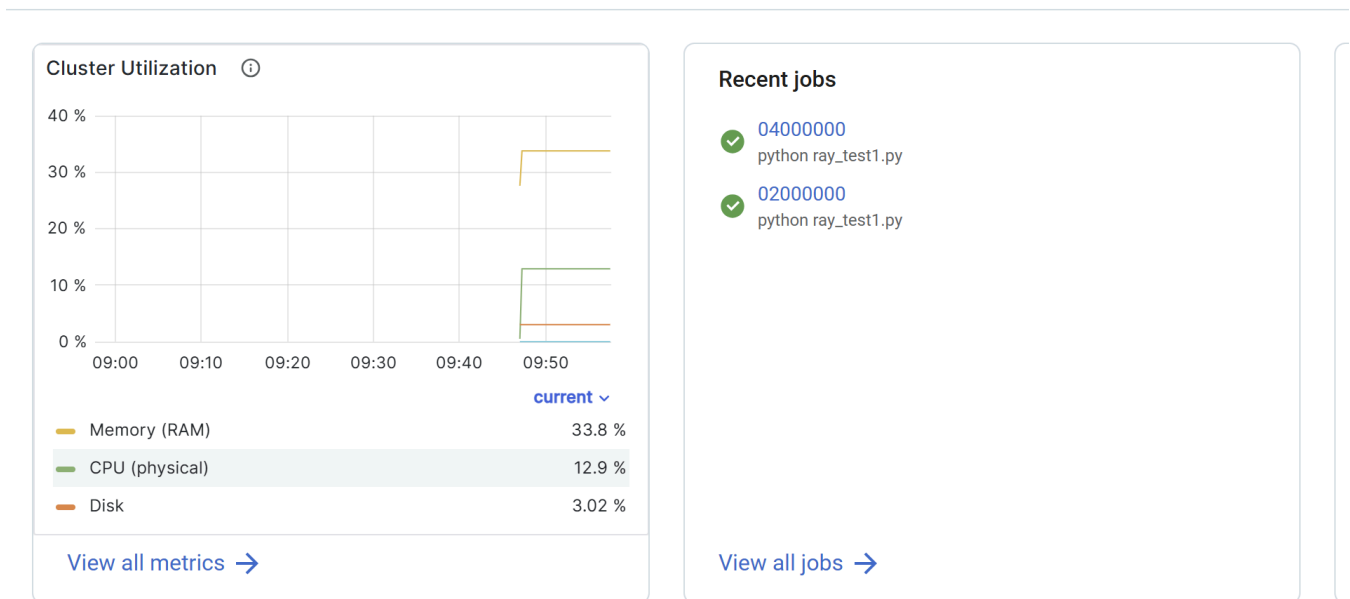 Cluster Utilization
40 %
30 %
20 %
10 %
0 %
09:00 09:10 09:20 09:30 09:40 09:50
current
Memory (RAM) 33.8 %
CPU (physical) 12.9 %
Disk 3.02 %
View all metrics
Recent jobs
04000000
python ray_test1.py
02000000
python ray_test1.py
View all jobs